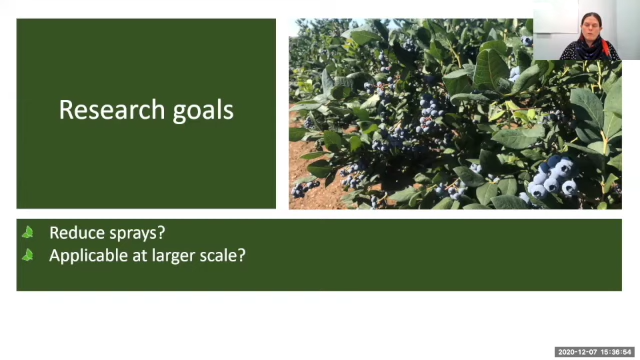 Research goals
Reduce sprays?
Applicable at larger scale?
2020-12-07 15:36:54